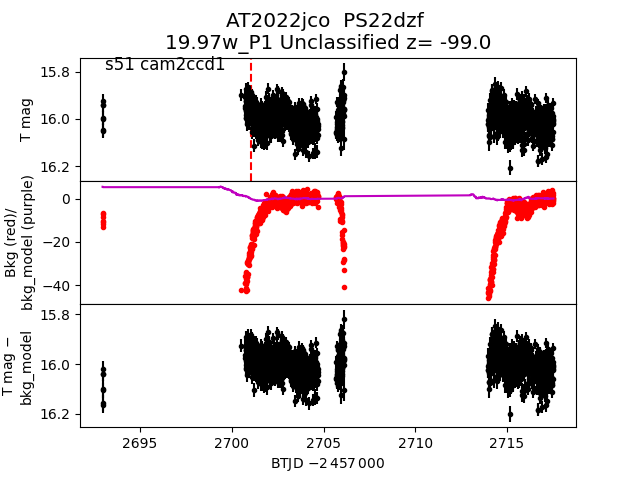 AT2022jco  PS22dzf
19.97w_P1 Unclassified z= -99.0
s51 cam2ccd1
T mag
15.8
16.0
16.2
Bkg (red)/
bkg_model (purple)
0
−20
−40
T mag −
bkg_model
15.8
16.0
16.2
2695
2700
2705
2710
2715
BTJD −2 457 000